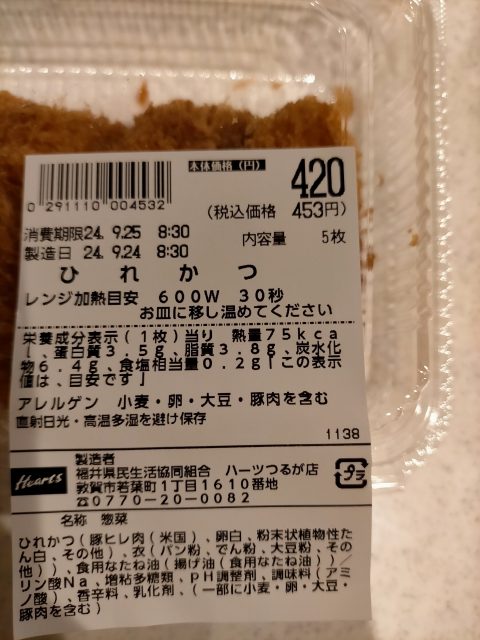 本体価格(円)
420
0 291110 004532
(税込価格 453円)
消費期限24. 9.25 8:30
内容量 5枚
製造日 24. 9.24 8:30
ひれかつ
レンジ加熱目安 600W 30秒
お皿に移し温めてください
栄養成分表示(1枚)当り 熱量75kca
l、蛋白質3.5g、脂質3.8g、炭水化
物6.4g、食塩相当量0.2g「この表示
値は、目安です」
アレルゲン 小麦・卵・大豆・豚肉を含む
直射日光・高温多湿を避け保存
1138
製造者
Hearts
福井県民生活協同組合 ハーツつるが店
敦賀市若葉町1丁目1610番地
☎0770-20-0082
プラ
名称 惣菜
ひれかつ(豚ヒレ肉(米国)、卵白、粉末状植物性た
ん白、その他)、衣(パン粉、でん粉、大豆粉、その
他))、食用なたね油(揚げ油(食用なたね油))/
リン酸Na、増粘多糖類、pH調整剤、調味料(アミ
ノ酸)、香辛料、乳化剤、(一部に小麦・卵・大豆・
豚肉を含む)